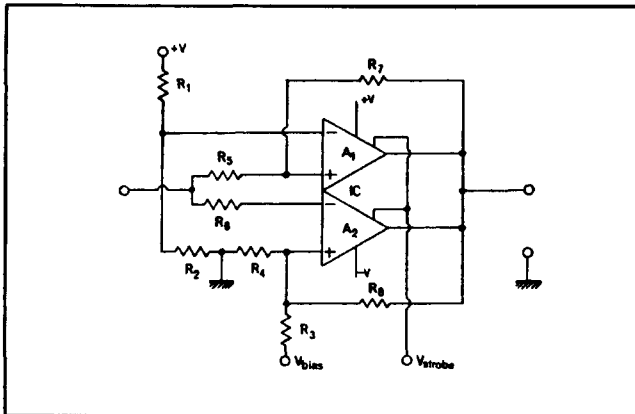 +V
R1
R7
+V
−
A1
R5
+
IC
−
R6
A2
+
R2
R4
−V
R8
R3
Vbias
Vstrobe